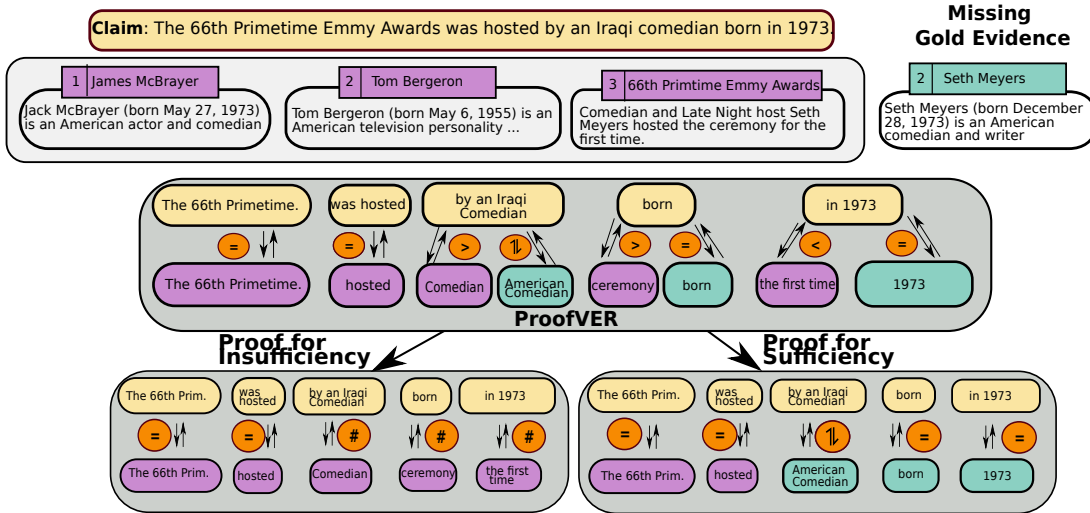 Claim: The 66th Primetime Emmy Awards was hosted by an Iraqi comedian born in 1973.
Missing
Gold Evidence
1 James McBrayer
Jack McBrayer (born May 27, 1973)
is an American actor and comedian
2 Tom Bergeron
Tom Bergeron (born May 6, 1955) is an
American television personality ...
3 66th Primtime Emmy Awards
Comedian and Late Night host Seth
Meyers hosted the ceremony for the
first time.
2 Seth Meyers
Seth Meyers (born December
28, 1973) is an American
comedian and writer
The 66th Primetime.
was hosted
by an Iraqi
Comedian
born
in 1973
=
=
>
⇌
>
=
<
=
The 66th Primetime.
hosted
Comedian
American
Comedian
ceremony
born
the first time
1973
ProofVER
Proof for
Insufficiency
Proof for
Sufficiency
The 66th Prim.
was
hosted
by an Iraqi
Comedian
born
in 1973
=
=
#
#
#
The 66th Prim.
hosted
Comedian
ceremony
the first
time
The 66th Prim.
was
hosted
by an Iraqi
Comedian
born
in 1973
=
=
⇌
=
=
The 66th Prim.
hosted
American
Comedian
born
1973